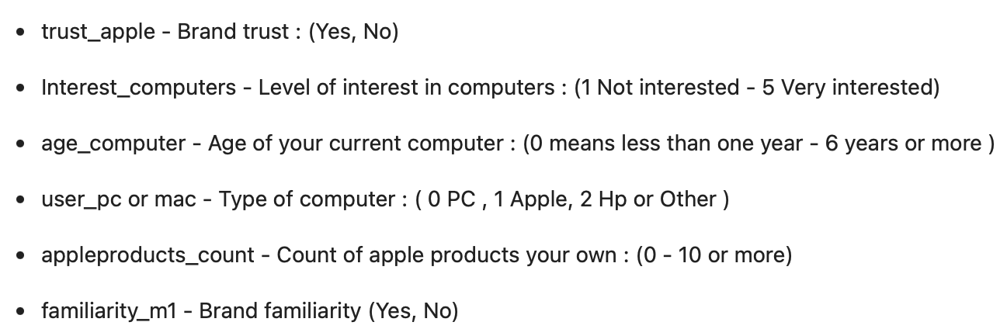 • trust_apple - Brand trust : (Yes, No)
• Interest_computers - Level of interest in computers : (1 Not interested - 5 Very interested)
• age_computer - Age of your current computer : (0 means less than one year - 6 years or more )
• user_pc or mac - Type of computer : ( 0 PC , 1 Apple, 2 Hp or Other )
• appleproducts_count - Count of apple products your own : (0 - 10 or more)
• familiarity_m1 - Brand familiarity (Yes, No)